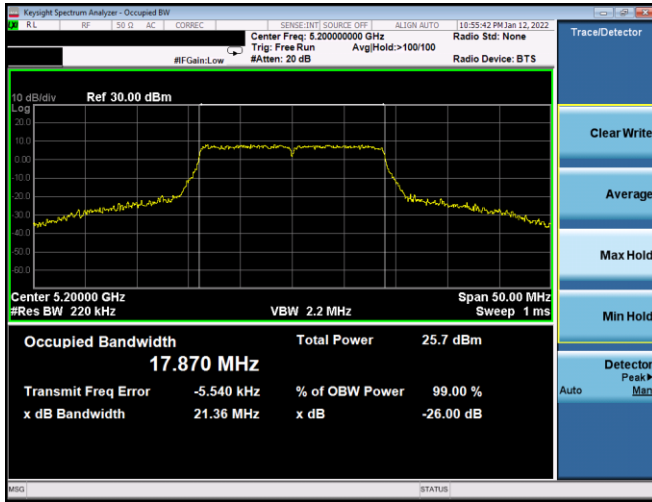 Keysight Spectrum Analyzer - Occupied BW
RL RF 50 Ω AC CORREC SENSE:INT SOURCE OFF ALIGN AUTO 10:55:42 PM Jan 12, 2022
Center Freq: 5.200000000 GHz Radio Std: None
Trig: Free Run Avg|Hold:>100/100
#IFGain:Low #Atten: 20 dB Radio Device: BTS
Trace/Detector
10 dB/div Ref 30.00 dBm
Log
20.0
10.0
0.00
-10.0
-20.0
-30.0
-40.0
-50.0
-60.0
Center 5.20000 GHz Span 50.00 MHz
#Res BW 220 kHz VBW 2.2 MHz Sweep 1 ms
Occupied Bandwidth Total Power 25.7 dBm
17.870 MHz
Transmit Freq Error -5.540 kHz % of OBW Power 99.00 %
x dB Bandwidth 21.36 MHz x dB -26.00 dB
Clear Write
Average
Max Hold
Min Hold
Detector
Peak▶
Auto Man
MSG STATUS